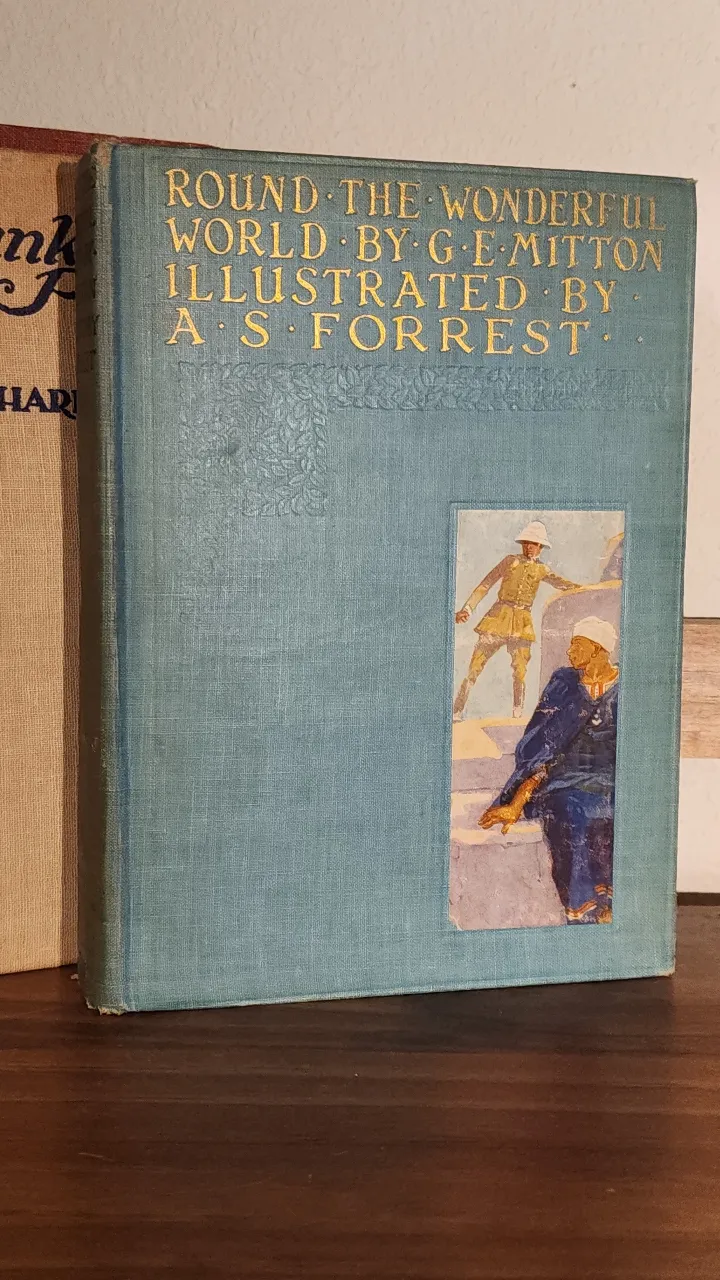 ROUND · THE · WONDERFUL
WORLD · BY · G · E · MITTON
ILLUSTRATED · BY ·
A · S · FORREST · ·